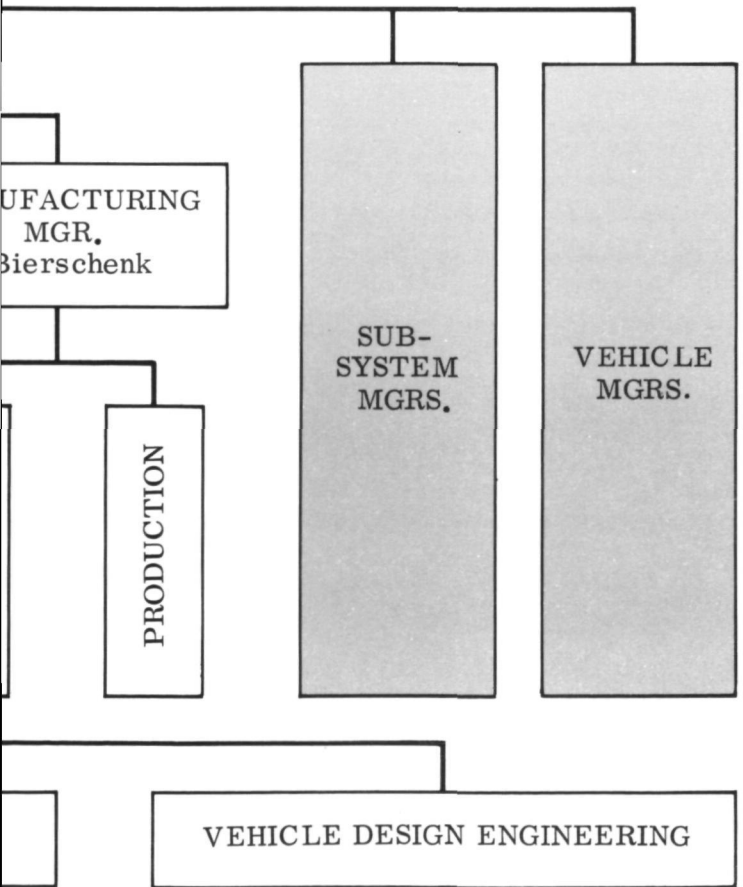 UFACTURING
MGR.
Bierschenk
SUB-
SYSTEM
MGRS.
VEHICLE
MGRS.
PRODUCTION
VEHICLE DESIGN ENGINEERING